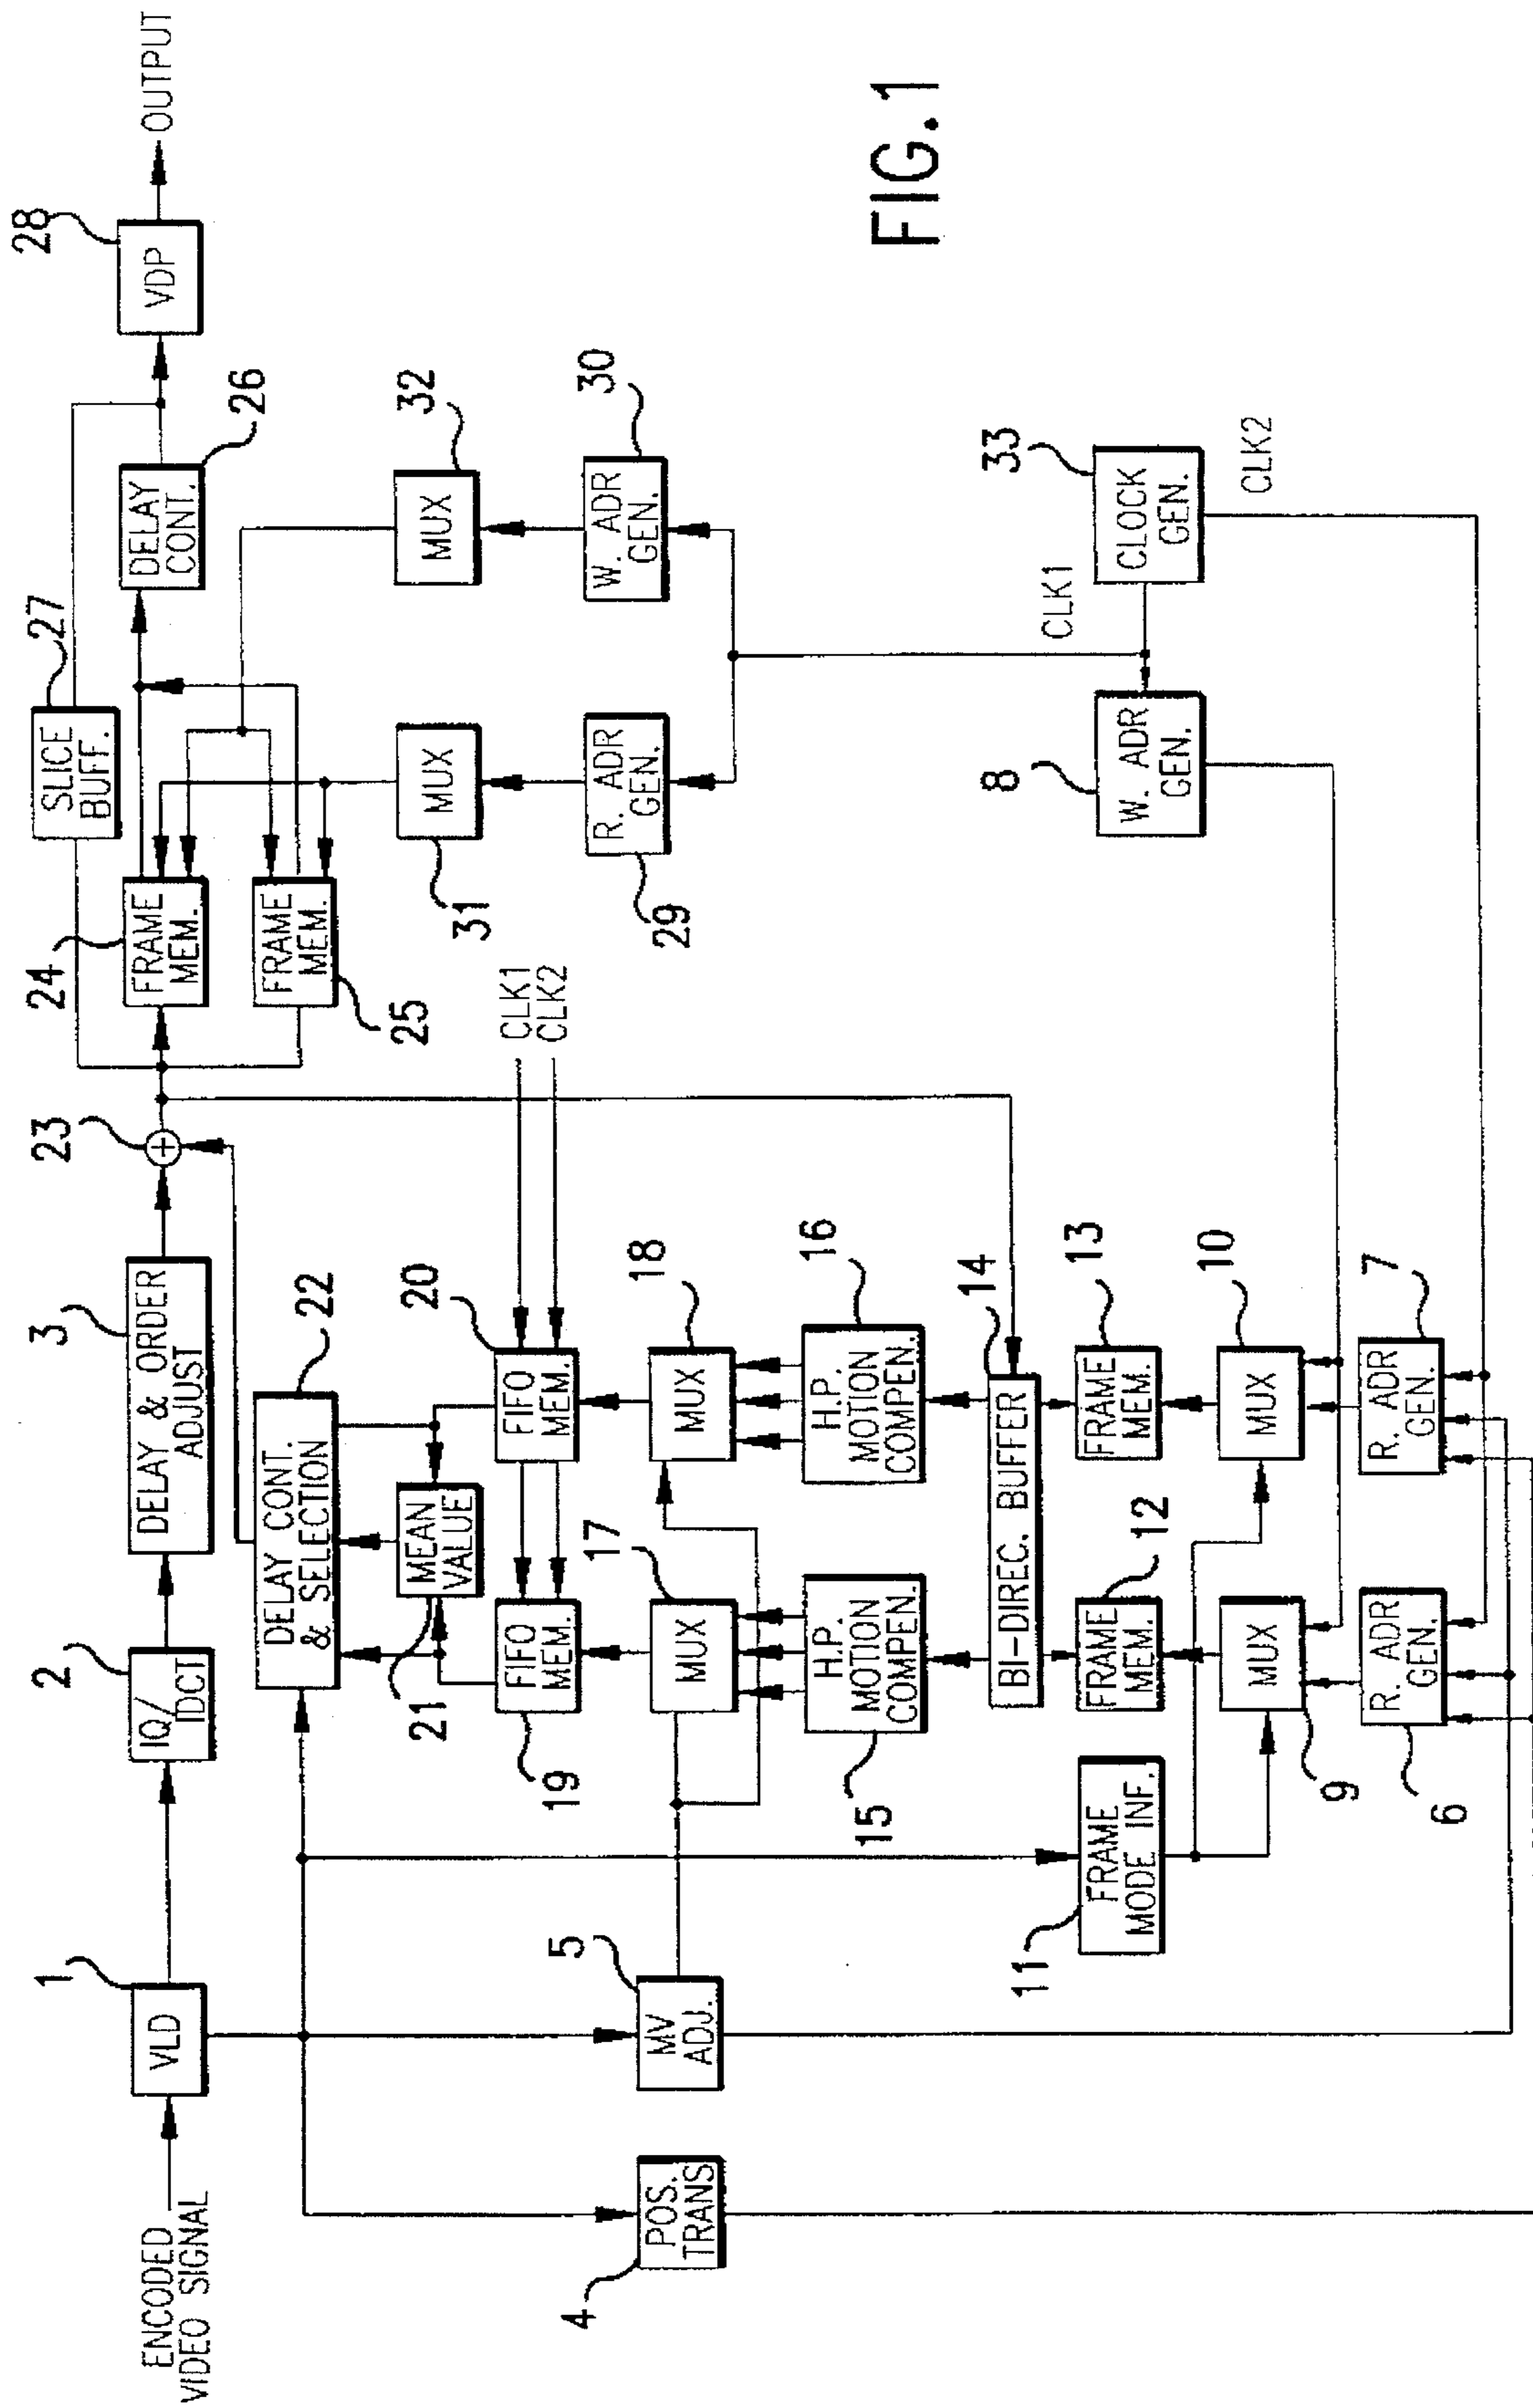 ENCODED
VIDEO SIGNAL
1
VLD
2
IQ/
IDCT
3
DELAY & ORDER
ADJUST
23
+
24
FRAME
MEM.
27
SLICE
BUFF.
DELAY
CONT.
26
28
VDP
OUTPUT
FRAME
MEM.
25
DELAY CONT.
& SELECTION
22
MEAN
VALUE
21
FIFO
MEM.
19
FIFO
MEM.
20
CLK1
CLK2
MUX
31
MUX
32
R. ADR
GEN.
29
W. ADR
GEN.
30
4
POS.
TRANS
5
MV
ADJ.
MUX
17
MUX
18
H.P.
MOTION
COMPEN.
15
H.P.
MOTION
COMPEN.
16
BI-DIREC. BUFFER
14
11
FRAME
MODE INF.
FRAME
MEM.
12
FRAME
MEM.
13
MUX
9
MUX
10
R. ADR
GEN.
6
R. ADR
GEN.
7
8
W. ADR
GEN.
CLK1
CLOCK
GEN.
33
CLK2
FIG.1